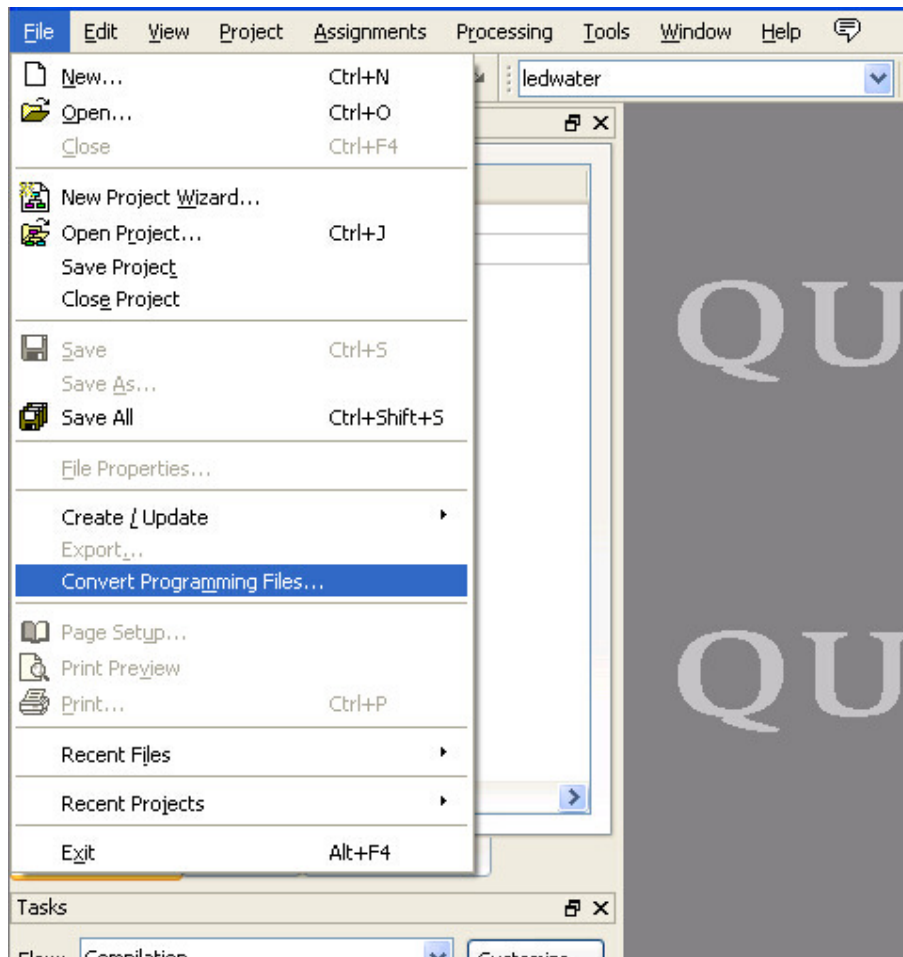 File Edit View Project Assignments Processing Tools Window Help
ledwater
New... Ctrl+N
Open... Ctrl+O
Close Ctrl+F4
New Project Wizard...
Open Project... Ctrl+J
Save Project
Close Project
Save Ctrl+S
Save As...
Save All Ctrl+Shift+S
File Properties...
Create / Update
Export...
Convert Programming Files...
Page Setup...
Print Preview
Print... Ctrl+P
Recent Files
Recent Projects
Exit Alt+F4
QU
QU
Tasks
Flow: Compilation Customize...